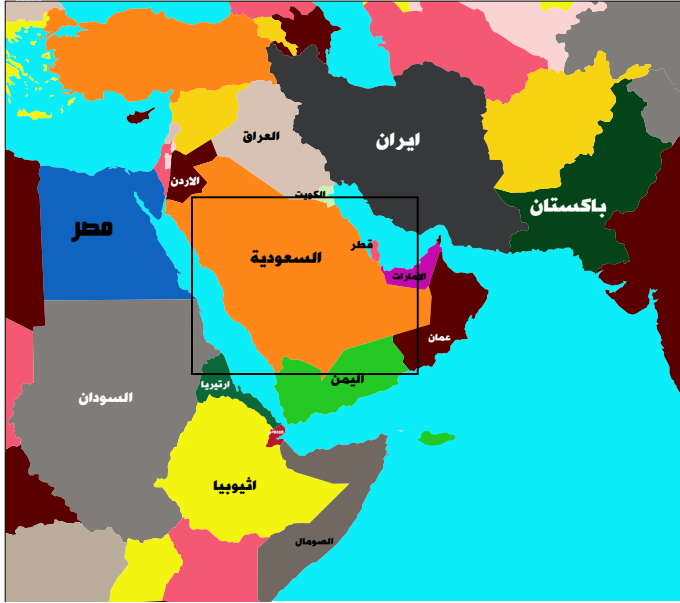 ايران
العراق
الاردن
الكويت
باكستان
مصر
السعودية
قطر
الامارات
عمان
اليمن
ارتيريا
السودان
اثيوبيا
الصومال